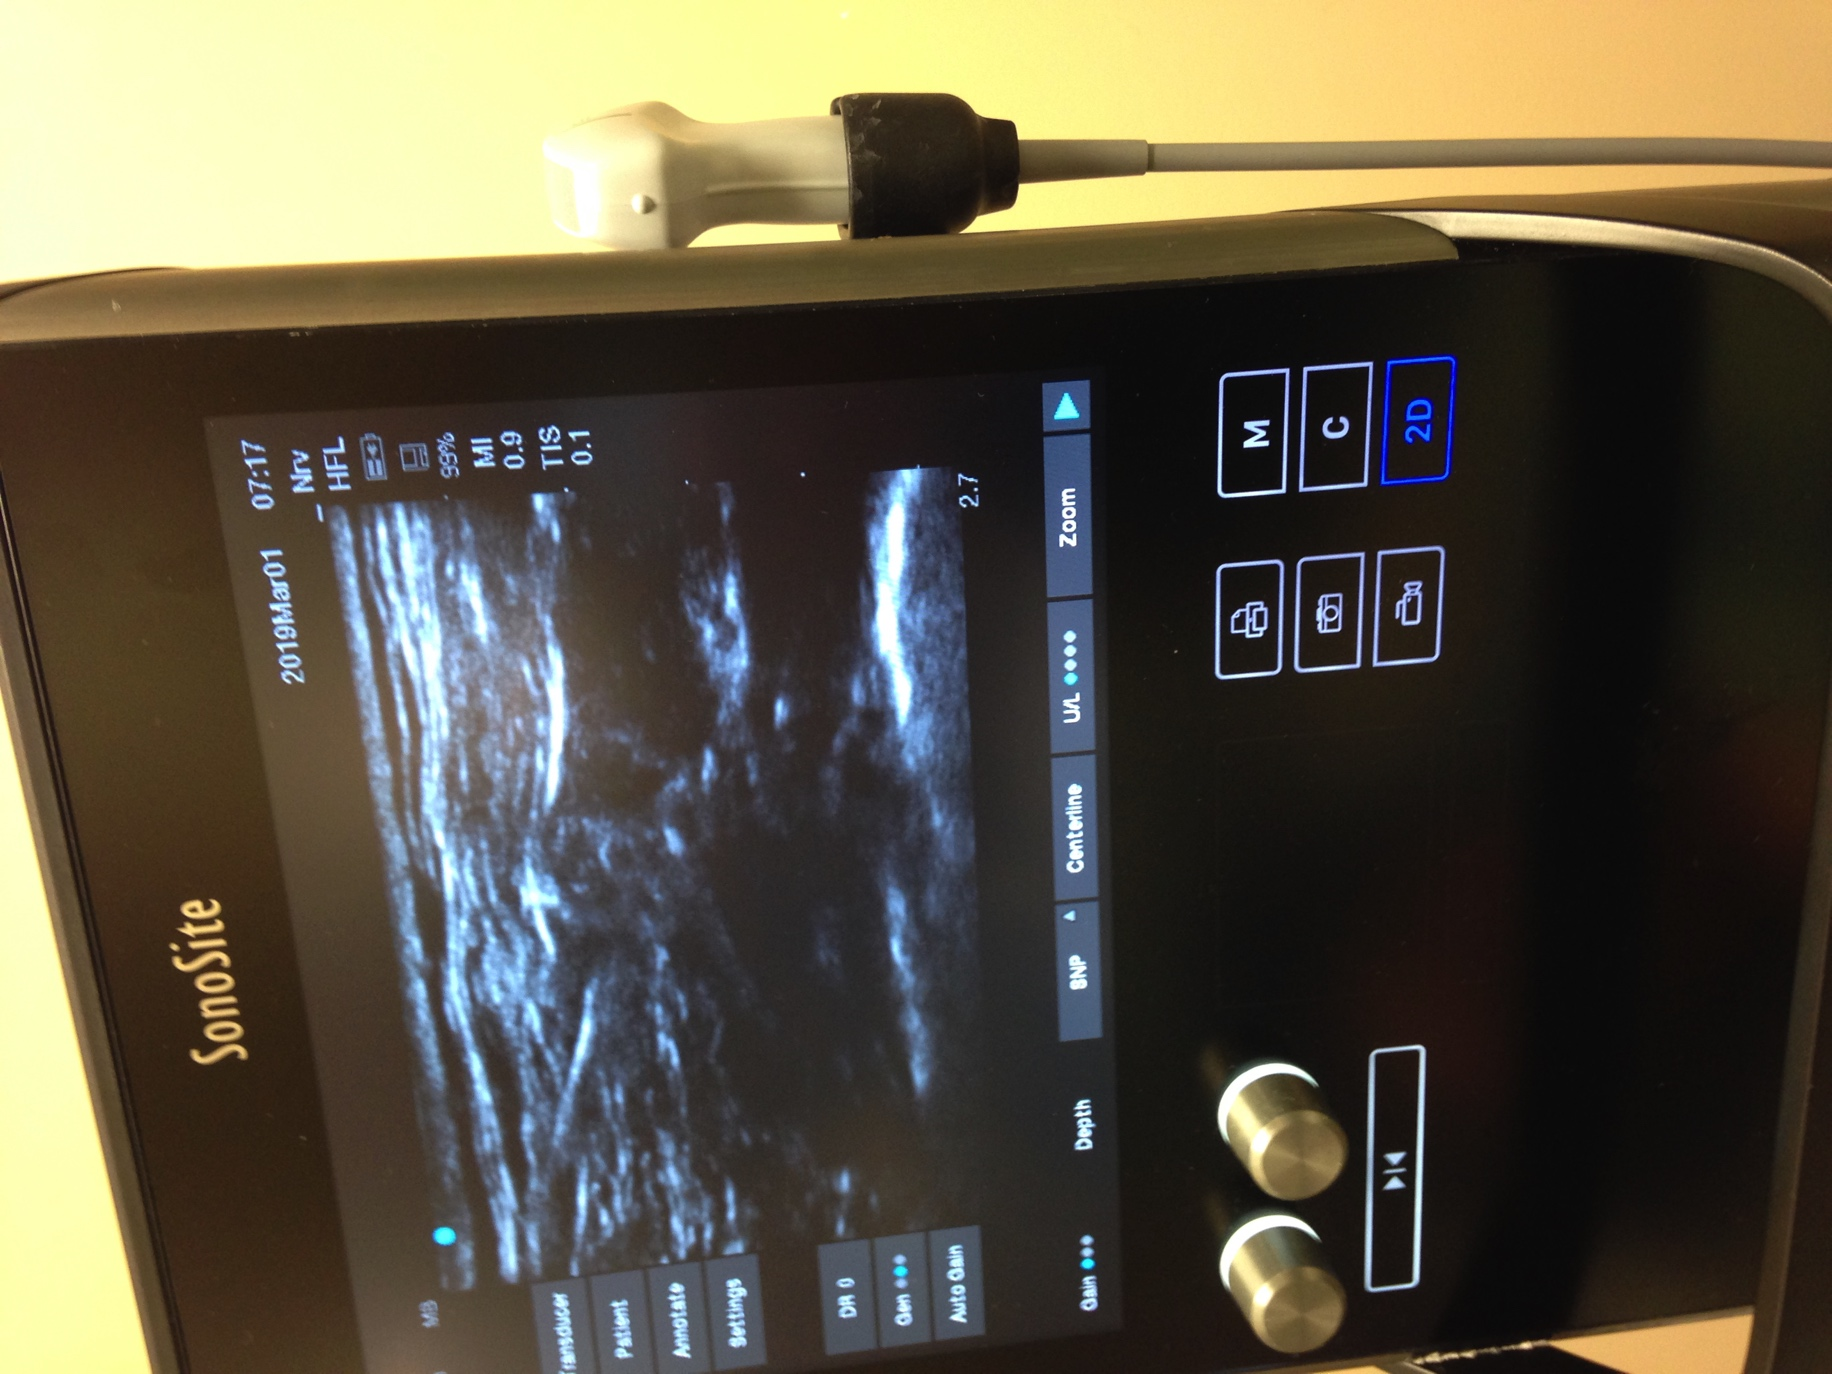 SonoSite
2019Mar01 07:17
Nrv
HFL
99%
MI
0.9
TIS
0.1
MB
Transducer
Patient
Annotate
Settings
DR 0
Gen
Auto Gain
2.7
Gain
Depth
SNP
Centerline
U/L
Zoom
M
C
2D